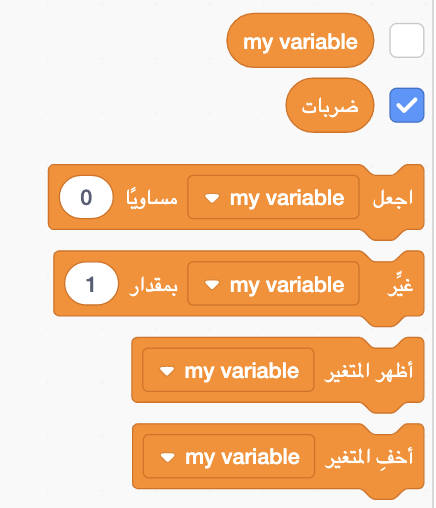 my variable
ضربات
اجعل my variable مساويًا 0
غيِّر my variable بمقدار 1
أظهر المتغير my variable
أخفِ المتغير my variable